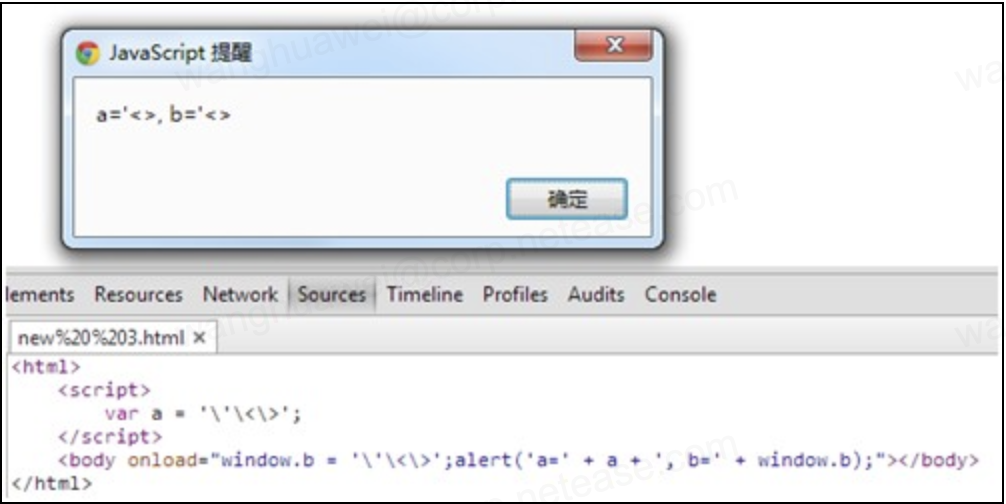 JavaScript 提醒
a='<>, b='<>
确定
lements Resources Network Sources Timeline Profiles Audits Console
new%20%203.html ×
<html>
<script>
var a = '\'\<\>';
</script>
<body onload="window.b = '\'\<\>';alert('a=' + a + ', b=' + window.b);"></body>
</html>
wanghuawei@corp.netease.com